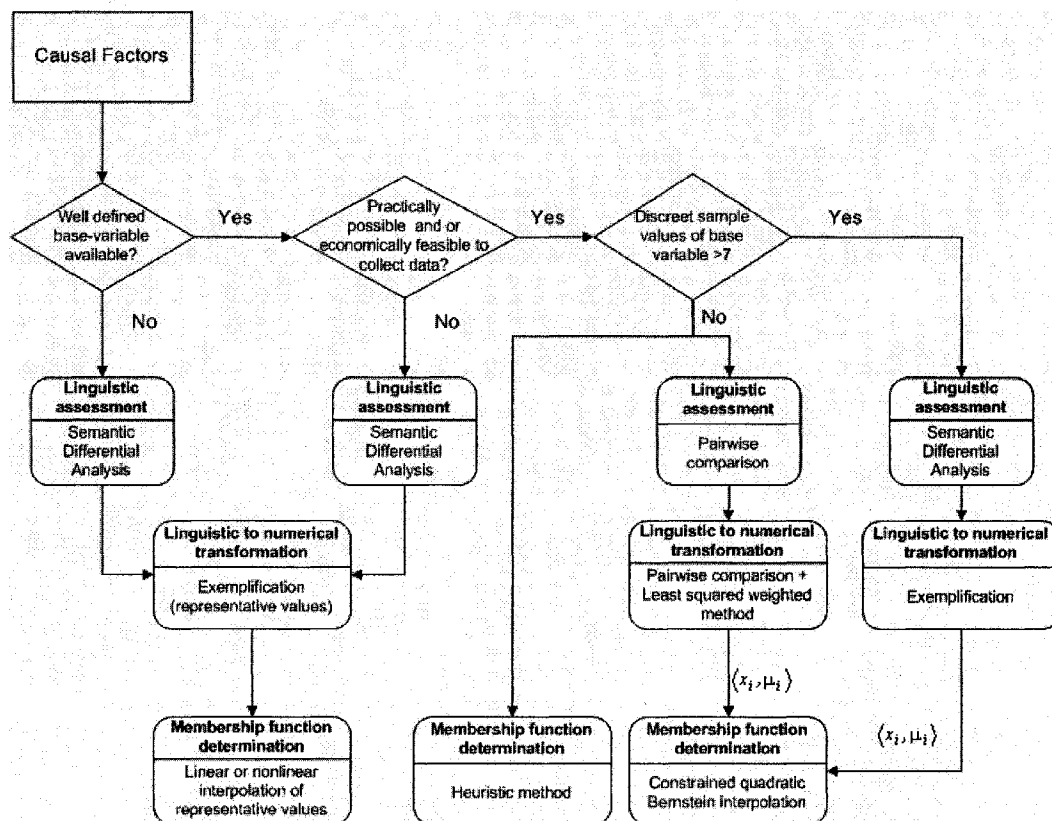 Causal Factors
Well defined
base-variable
available?
Yes
Practically
possible and or
economically feasible to
collect data?
Yes
Discreet sample
values of base
variable >7
Yes
No
No
No
Linguistic
assessment
Semantic
Differential
Analysis
Linguistic
assessment
Semantic
Differential
Analysis
Linguistic
assessment
Pairwise
comparison
Linguistic
assessment
Semantic
Differential
Analysis
Linguistic to numerical
transformation
Exemplification
(representative values)
Linguistic to numerical
transformation
Pairwise comparison +
Least squared weighted
method
Linguistic to numerical
transformation
Exemplification
⟨x_i, μ_i⟩
⟨x_i, μ_i⟩
Membership function
determination
Linear or nonlinear
interpolation of
representative values
Membership function
determination
Heuristic method
Membership function
determination
Constrained quadratic
Bernstein interpolation